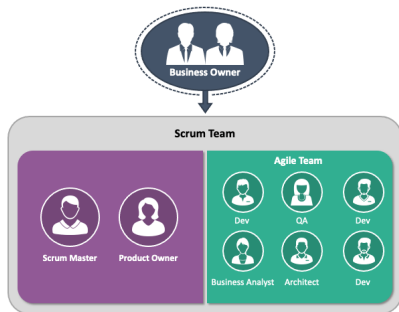 Business Owner
Scrum Team
Agile Team
Dev
QA
Dev
Scrum Master
Product Owner
Business Analyst
Architect
Dev